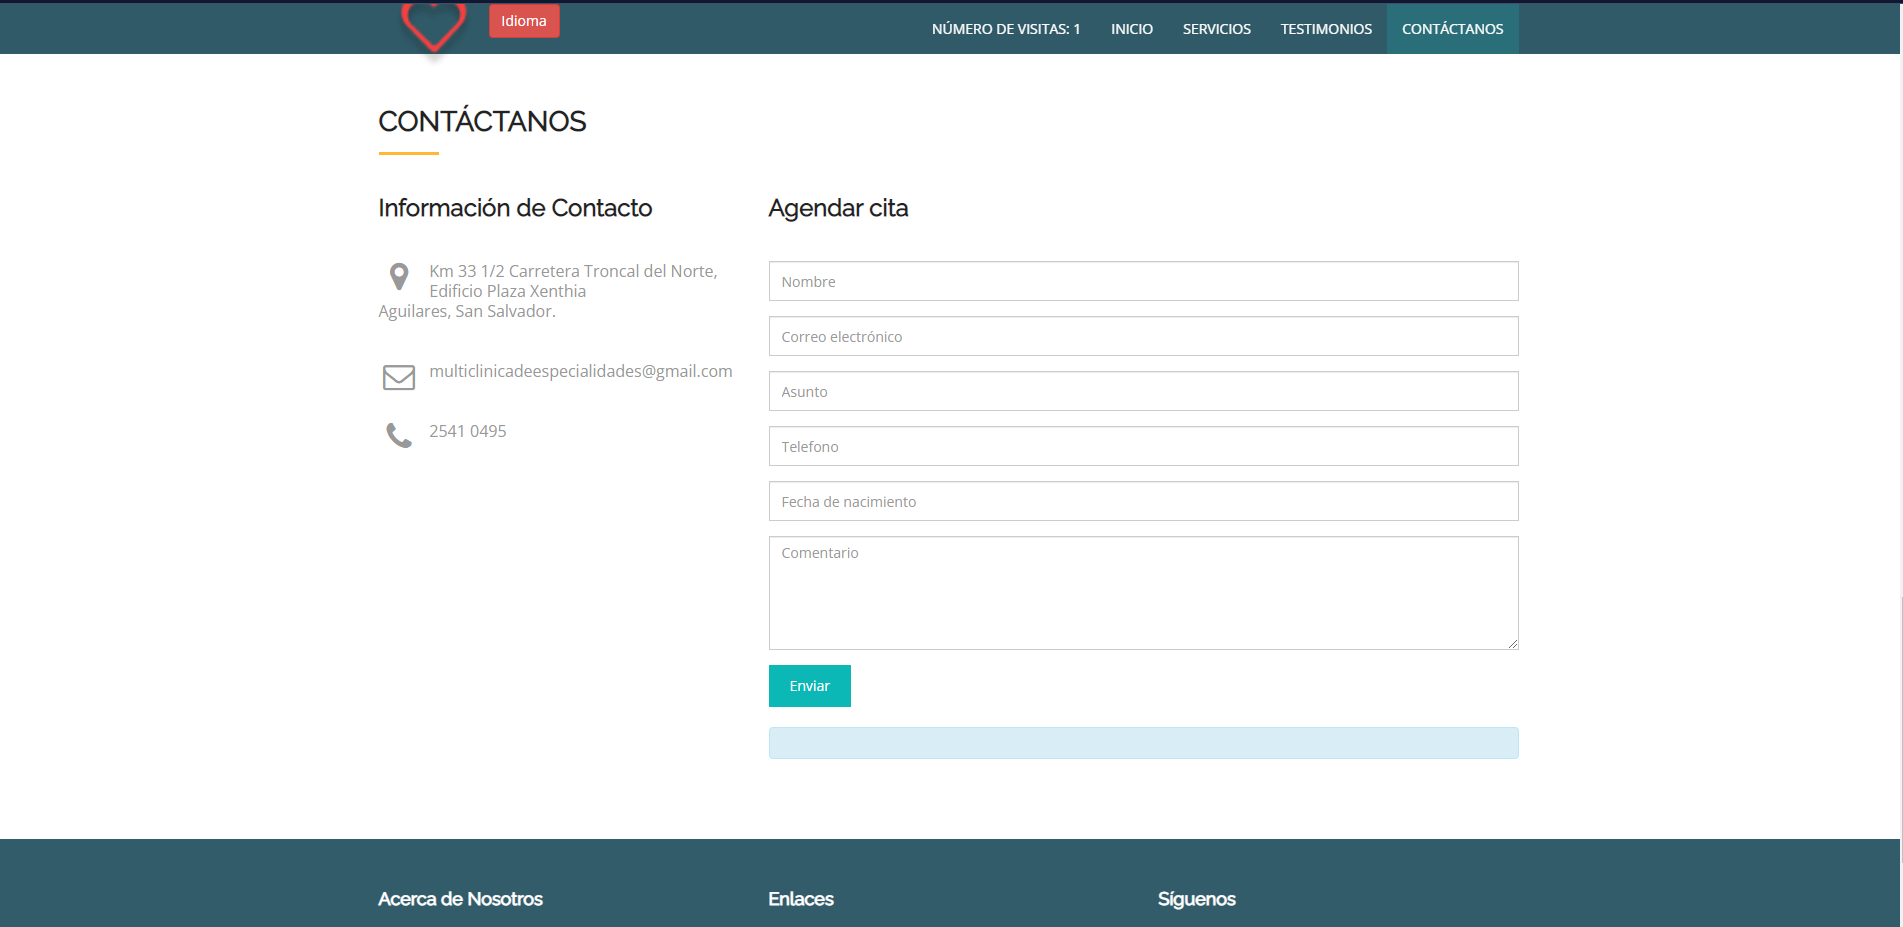 Idioma
NÚMERO DE VISITAS: 1
INICIO
SERVICIOS
TESTIMONIOS
CONTÁCTANOS
CONTÁCTANOS
Información de Contacto
Km 33 1/2 Carretera Troncal del Norte,
Edificio Plaza Xenthia
Aguilares, San Salvador.
multiclinicadeespecialidades@gmail.com
2541 0495
Agendar cita
Nombre
Correo electrónico
Asunto
Telefono
Fecha de nacimiento
Comentario
Enviar
Acerca de Nosotros
Enlaces
Síguenos